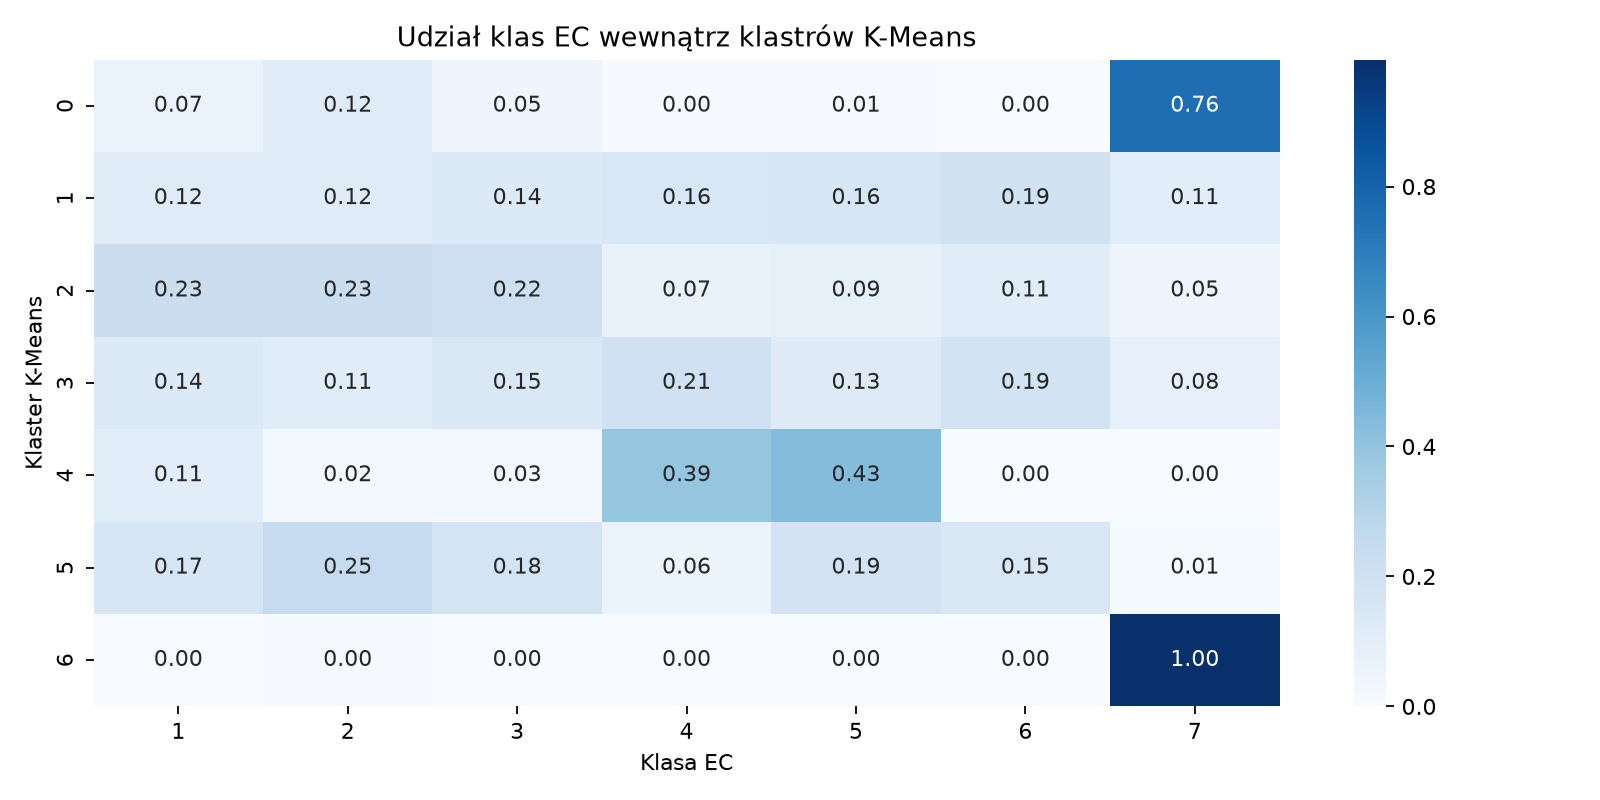 Udział klas EC wewnątrz klastrów K-Means
0 0.07 0.12 0.05 0.00 0.01 0.00 0.76
1 0.12 0.12 0.14 0.16 0.16 0.19 0.11
2 0.23 0.23 0.22 0.07 0.09 0.11 0.05
3 0.14 0.11 0.15 0.21 0.13 0.19 0.08
4 0.11 0.02 0.03 0.39 0.43 0.00 0.00
5 0.17 0.25 0.18 0.06 0.19 0.15 0.01
6 0.00 0.00 0.00 0.00 0.00 0.00 1.00
1 2 3 4 5 6 7
Klasa EC
Klaster K-Means
0.8
0.6
0.4
0.2
0.0